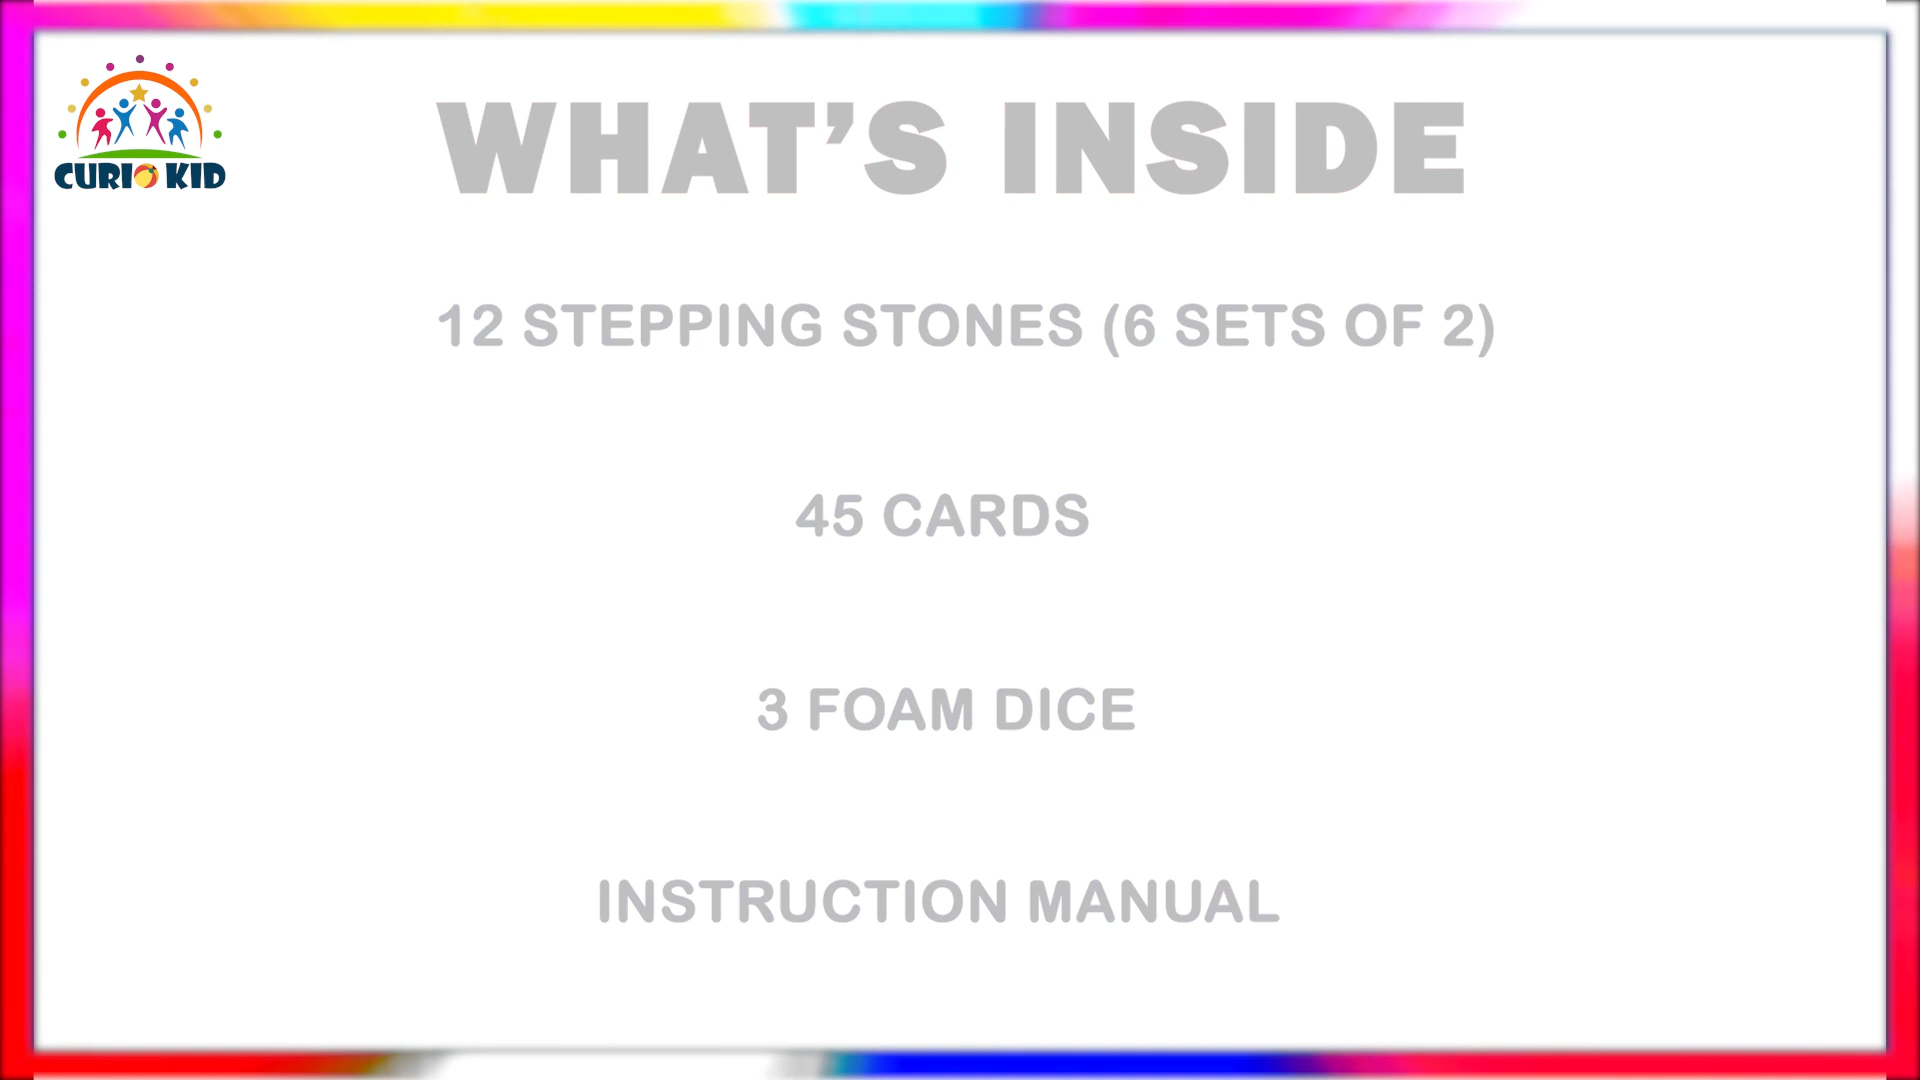 CURIO KID
WHAT'S INSIDE
12 STEPPING STONES (6 SETS OF 2)
45 CARDS
3 FOAM DICE
INSTRUCTION MANUAL